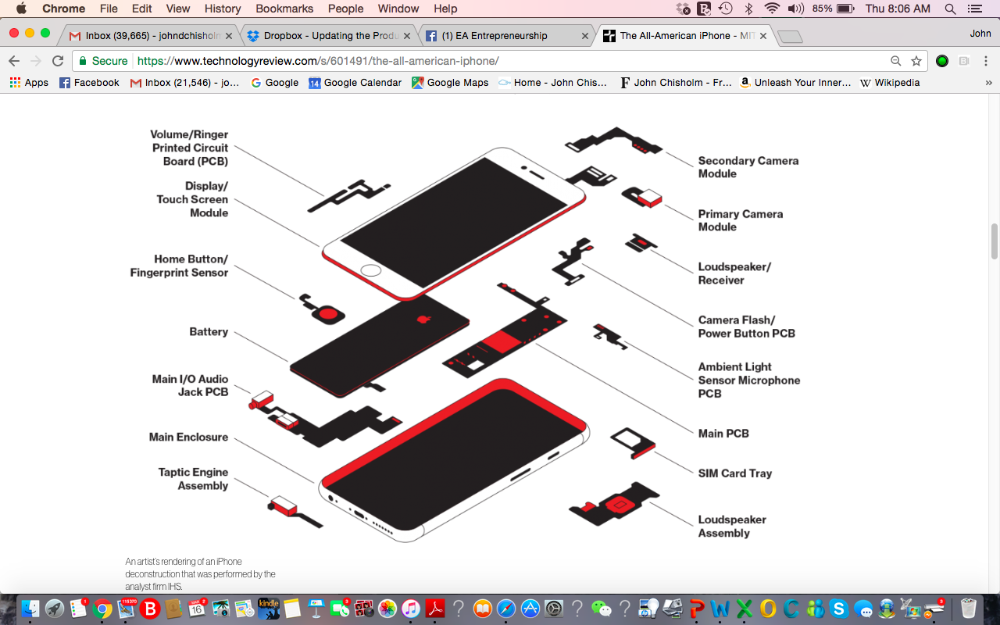 Chrome File Edit View History Bookmarks People Window Help 85% Thu 8:06 AM
Inbox (39,665) - johndchisholm Dropbox - Updating the Produ (1) EA Entrepreneurship The All-American iPhone - MIT John
Secure https://www.technologyreview.com/s/601491/the-all-american-iphone/
Apps Facebook Inbox (21,546) - jo... Google Google Calendar Google Maps Home - John Chis... John Chisholm - Fr... Unleash Your Inner... Wikipedia
Volume/Ringer
Printed Circuit
Board (PCB)
Display/
Touch Screen
Module
Home Button/
Fingerprint Sensor
Battery
Main I/O Audio
Jack PCB
Main Enclosure
Taptic Engine
Assembly
Secondary Camera
Module
Primary Camera
Module
Loudspeaker/
Receiver
Camera Flash/
Power Button PCB
Ambient Light
Sensor Microphone
PCB
Main PCB
SIM Card Tray
Loudspeaker
Assembly
An artist's rendering of an iPhone
deconstruction that was performed by the
analyst firm IHS.